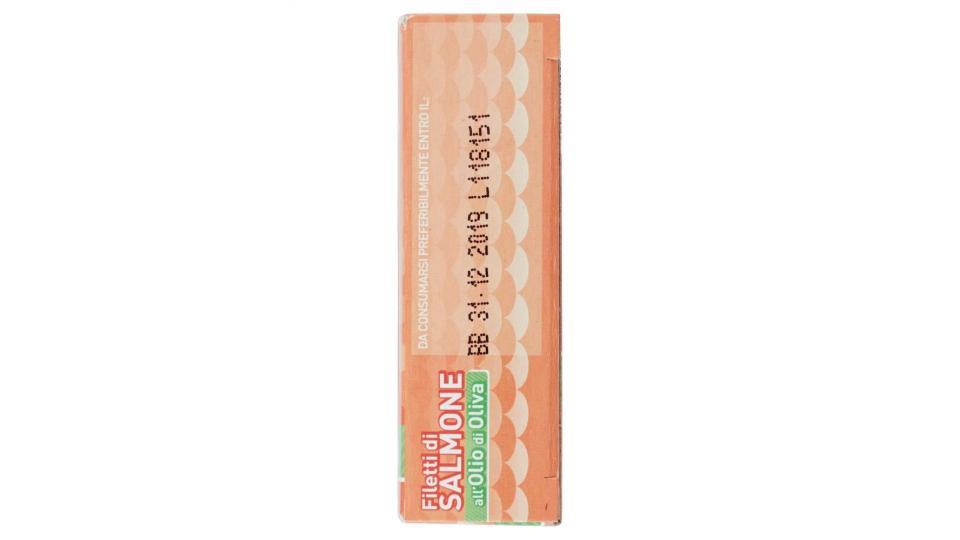 DA CONSUMARSI PREFERIBILMENTE ENTRO IL:
BB 31.12 2019 L118151
Filetti di
SALMONE
all'Olio di Oliva